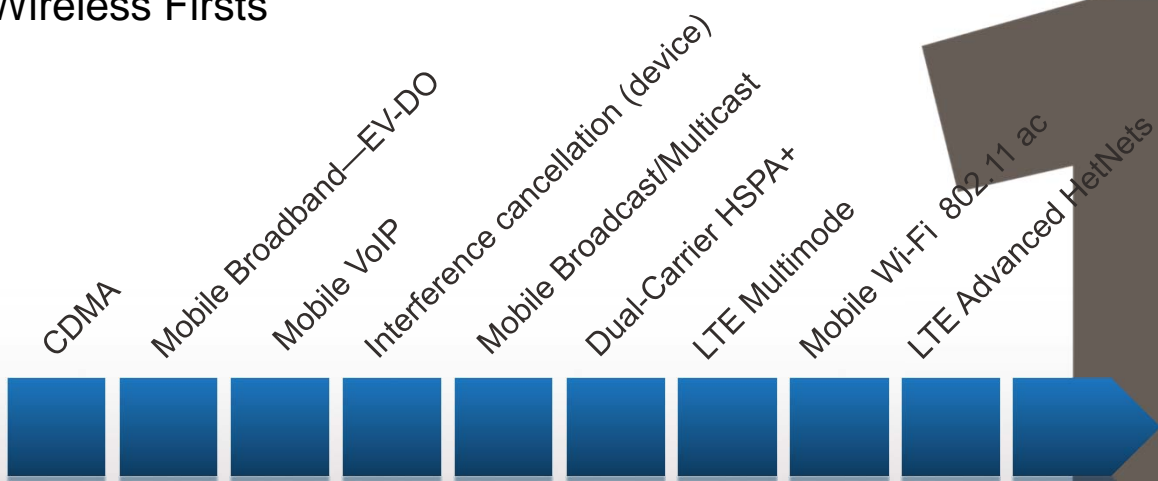 Wireless Firsts
CDMA
Mobile Broadband—EV-DO
Mobile VoIP
Interference cancellation (device)
Mobile Broadcast/Multicast
Dual-Carrier HSPA+
LTE Multimode
Mobile Wi-Fi 802.11 ac
LTE Advanced HetNets